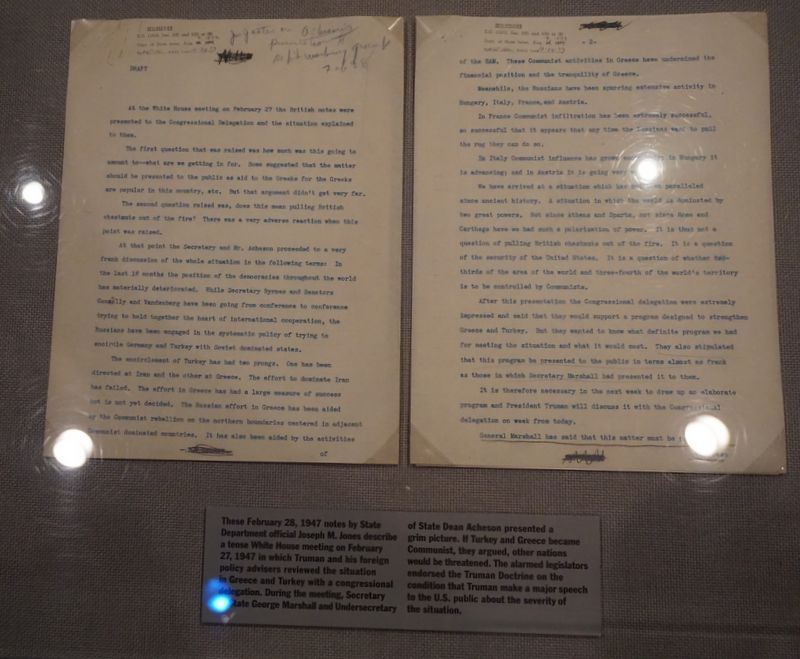 DECLASSIFIED
DRAFT
At the White House meeting on February 27 the British notes were
presented to the Congressional Delegation and the situation explained
to them.
The first question that was raised was how much was this going to
amount to--what are we getting in for. Some suggested that the matter
should be presented to the public as aid to the Greeks for the Greeks
are popular in this country, etc. But that argument didn't get very far.
The second question raised was, does this mean pulling British
chestnuts out of the fire? There was a very adverse reaction when this
point was raised.
At that point the Secretary and Mr. Acheson proceeded to a very
frank discussion of the whole situation in the following terms: In
the last 18 months the position of the democracies throughout the world
has materially deteriorated. While Secretary Byrnes and Senators
Connally and Vandenberg have been going from conference to conference
trying to hold together the heart of international cooperation, the
Russians have been engaged in the systematic policy of trying to
encircle Germany and Turkey with Soviet dominated states.
The encirclement of Turkey has had two prongs. One has been
directed at Iran and the other at Greece. The effort to dominate Iran
has failed. The effort in Greece has had a large measure of success
but is not yet decided. The Russian effort in Greece has been aided
by the Communist rebellion on the northern boundaries centered in adjacent
Communist dominated countries. It has also been aided by the activities
of
- 2 -
of the EAM. These Communist activities in Greece have undermined the
financial position and the tranquility of Greece.
Meanwhile, the Russians have been spurring extensive activity in
Hungary, Italy, France, and Austria.
In France Communist infiltration has been extremely successful,
so successful that it appears that any time the Russians want to pull
the rug they can do so.
In Italy Communist influence has grown in Hungary it
is advancing; and in Austria it is going very
We have arrived at a situation which has been paralleled
since ancient history. A situation in which the world is dominated by
two great powers. Not since Athens and Sparta, not since Rome and
Carthage have we had such a polarization of power. It is thus not a
question of pulling British chestnuts out of the fire. It is a question
of the security of the United States. It is a question of whether two-
thirds of the area of the world and three-fourth of the world's territory
is to be controlled by Communists.
After this presentation the Congressional delegation were extremely
impressed and said that they would support a program designed to strengthen
Greece and Turkey. But they wanted to know what definite program we had
for meeting the situation and what it would cost. They also stipulated
that this program be presented to the public in terms almost as frank
as those in which Secretary Marshall had presented it to them.
It is therefore necessary in the next week to draw up an elaborate
program and President Truman will discuss it with the Congressional
delegation on week from today.
General Marshall has said that this matter must be
These February 28, 1947 notes by State
Department official Joseph M. Jones describe
a tense White House meeting on February
27, 1947 in which Truman and his foreign
policy advisers reviewed the situation
in Greece and Turkey with a congressional
delegation. During the meeting, Secretary
of State George Marshall and Undersecretary
of State Dean Acheson presented a
grim picture. If Turkey and Greece became
Communist, they argued, other nations
would be threatened. The alarmed legislators
endorsed the Truman Doctrine on the
condition that Truman make a major speech
to the U.S. public about the severity of
the situation.